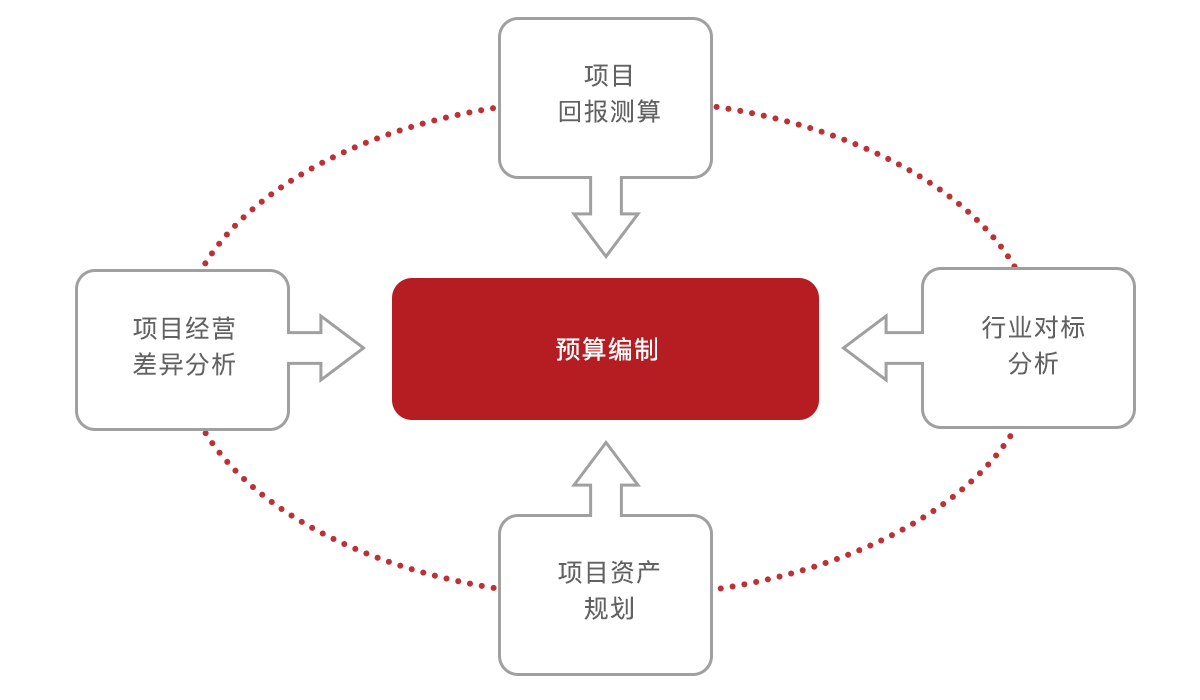 项目
回报测算
项目经营
差异分析
预算编制
行业对标
分析
项目资产
规划